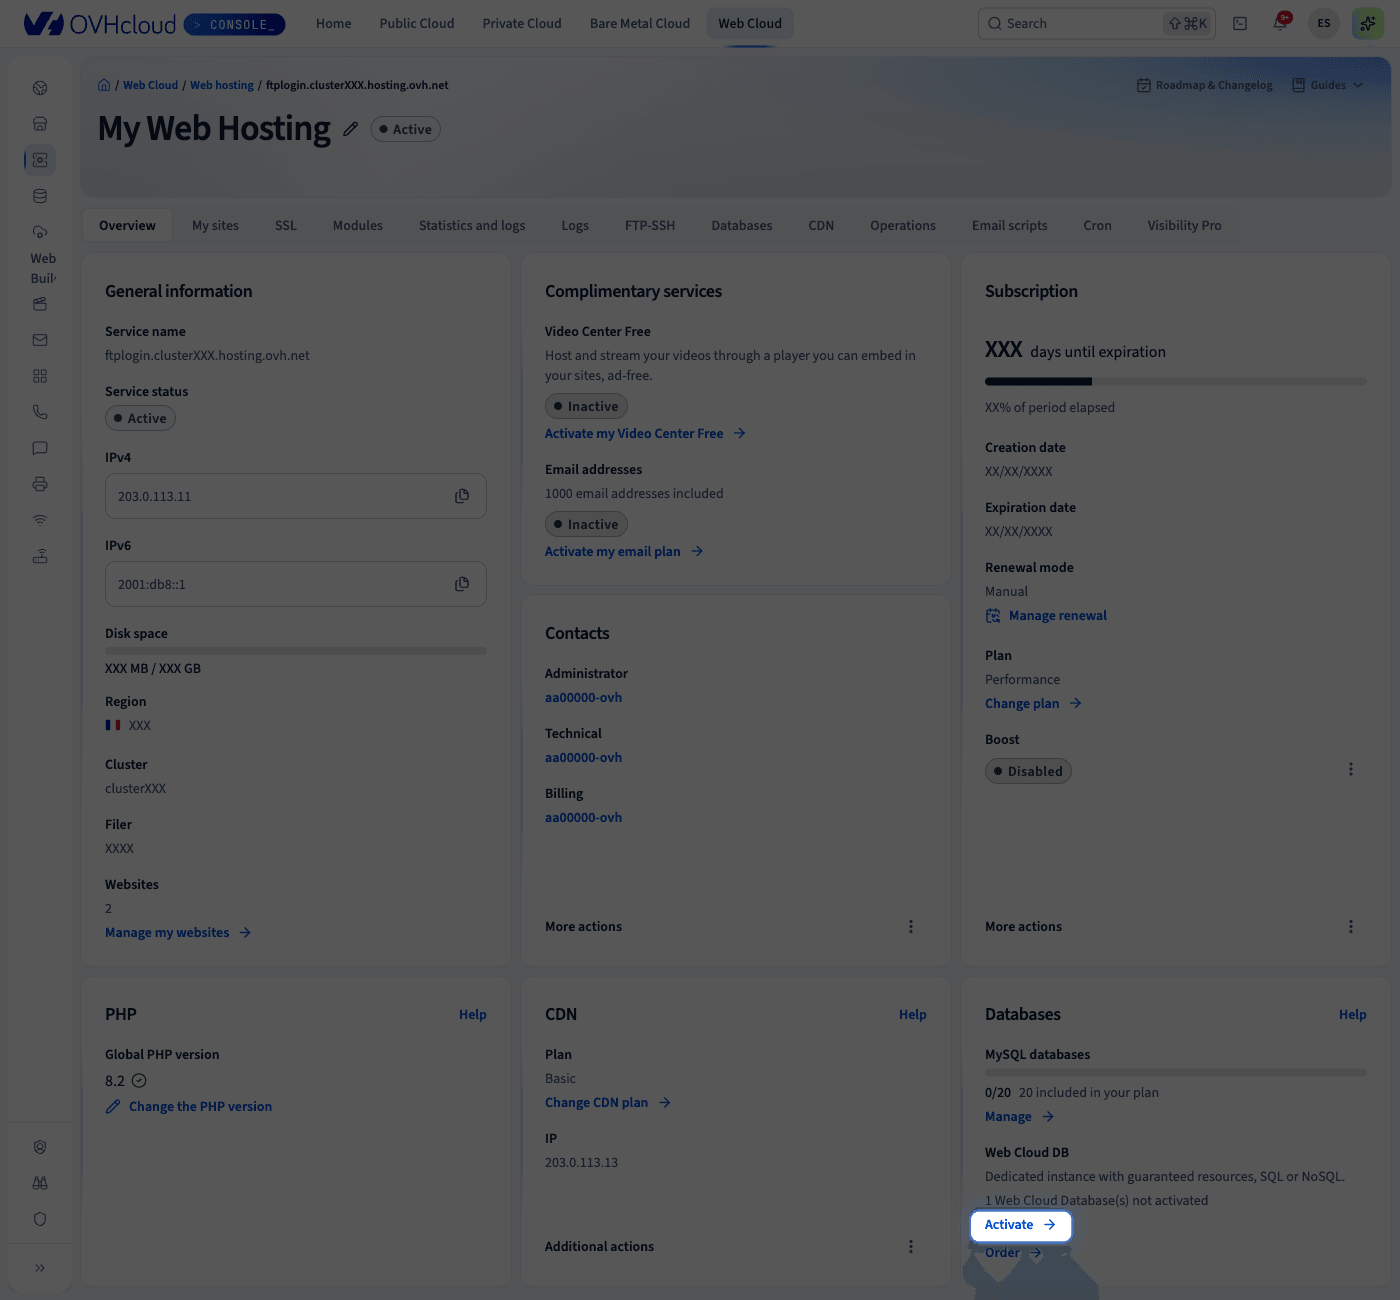 OVHcloud > CONSOLE_
Home Public Cloud Private Cloud Bare Metal Cloud Web Cloud
Search ⇧⌘K
9+
ES
/ Web Cloud / Web hosting / ftplogin.clusterXXX.hosting.ovh.net
Roadmap & Changelog Guides
My Web Hosting Active
Overview My sites SSL Modules Statistics and logs Logs FTP-SSH Databases CDN Operations Email scripts Cron Visibility Pro
Web
Buil
General information
Service name
ftplogin.clusterXXX.hosting.ovh.net
Service status
Active
IPv4
203.0.113.11
IPv6
2001:db8::1
Disk space
XXX MB / XXX GB
Region
XXX
Cluster
clusterXXX
Filer
XXXX
Websites
2
Manage my websites
Complimentary services
Video Center Free
Host and stream your videos through a player you can embed in
your sites, ad-free.
Inactive
Activate my Video Center Free
Email addresses
1000 email addresses included
Inactive
Activate my email plan
Contacts
Administrator
aa00000-ovh
Technical
aa00000-ovh
Billing
aa00000-ovh
More actions
Subscription
XXX days until expiration
XX% of period elapsed
Creation date
XX/XX/XXXX
Expiration date
XX/XX/XXXX
Renewal mode
Manual
Manage renewal
Plan
Performance
Change plan
Boost
Disabled
More actions
PHP Help
Global PHP version
8.2
Change the PHP version
CDN Help
Plan
Basic
Change CDN plan
IP
203.0.113.13
Additional actions
Databases Help
MySQL databases
0/20 20 included in your plan
Manage
Web Cloud DB
Dedicated instance with guaranteed resources, SQL or NoSQL.
1 Web Cloud Database(s) not activated
Activate
Order